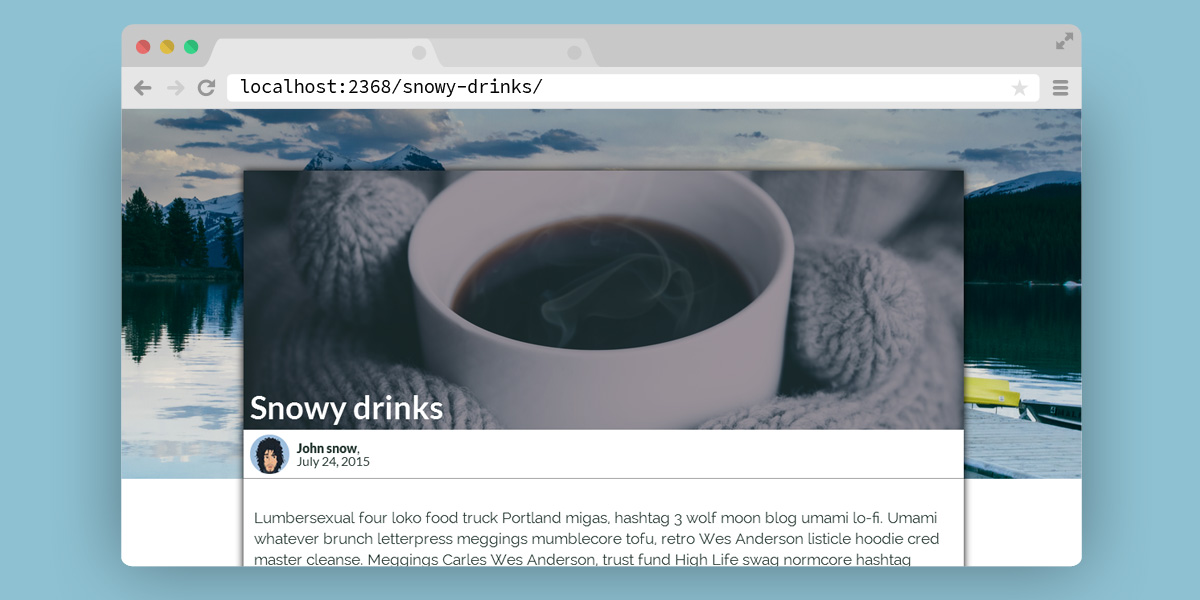 localhost:2368/snowy-drinks/
Snowy drinks
John snow,
July 24, 2015
Lumbersexual four loko food truck Portland migas, hashtag 3 wolf moon blog umami lo-fi. Umami
whatever brunch letterpress meggings mumblecore tofu, retro Wes Anderson listicle hoodie cred
master cleanse. Meggings Carles Wes Anderson, trust fund High Life swag normcore hashtag